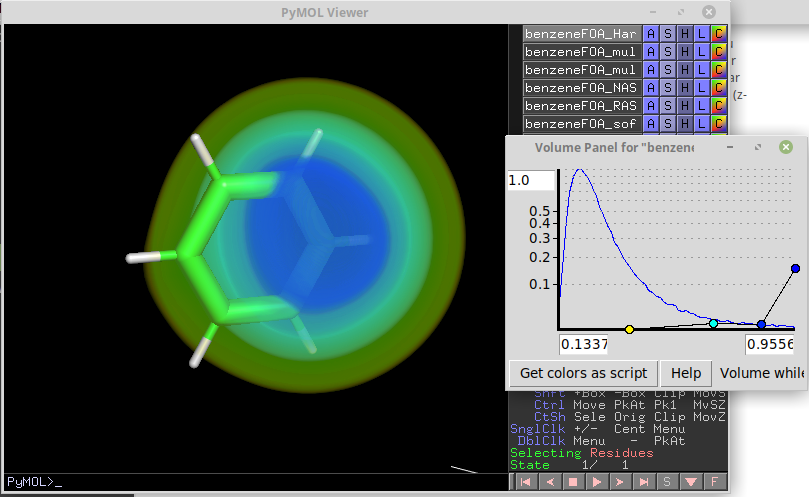 PyMOL Viewer
benzeneFOA_Har A S H L C
benzeneFOA_mul A S H L C
benzeneFOA_mul A S H L C
benzeneFOA_NAS A S H L C
benzeneFOA_RAS A S H L C
benzeneFOA_sof A S H L C
r
ar
(z-
Volume Panel for "benzene
1.0
0.5
0.4
0.3
0.2
0.1
0.1337
0.9556
Get colors as script Help Volume while
Shft +Box -Box Clip MovS
Ctrl Move PkAt Pk1 MvSZ
CtSh Sele Orig Clip MovZ
SnglClk +/- Cent Menu
DblClk Menu - PkAt
Selecting Residues
State 1/ 1
PyMOL>_
S F